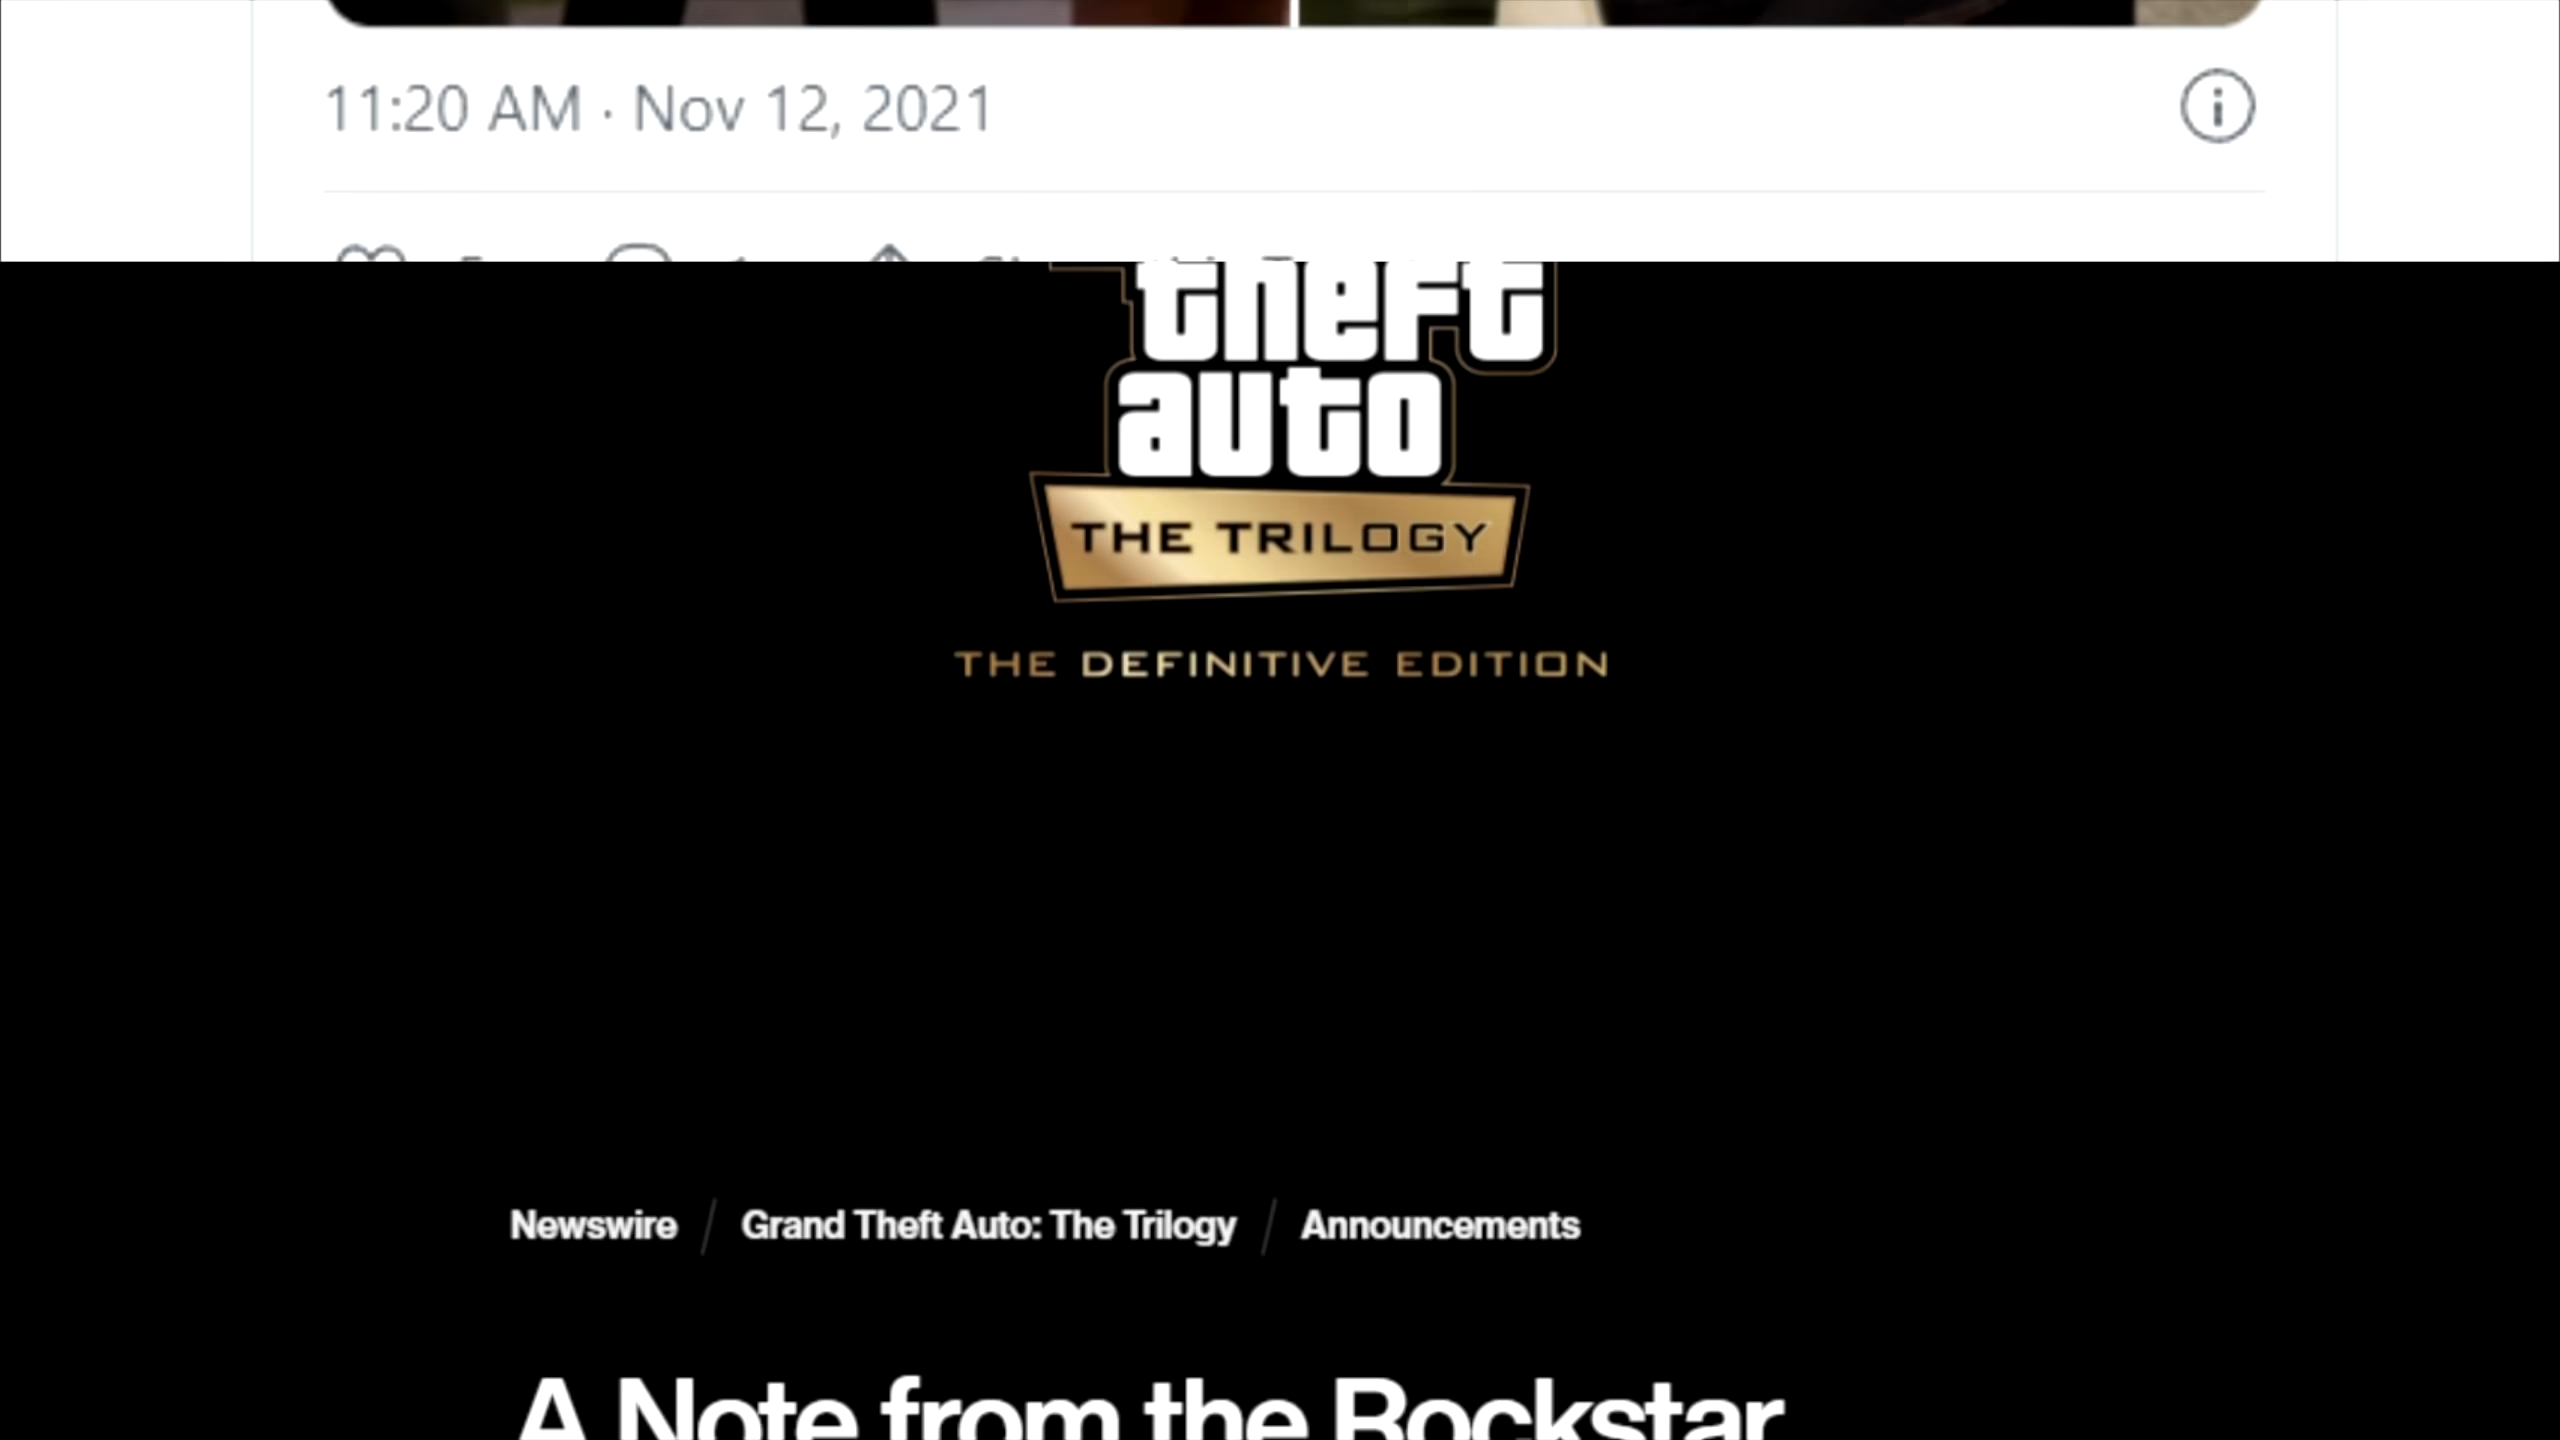 11:20 AM · Nov 12, 2021
theft
auto
THE TRILOGY
THE DEFINITIVE EDITION
Newswire / Grand Theft Auto: The Trilogy / Announcements
A Note from the Rockstar